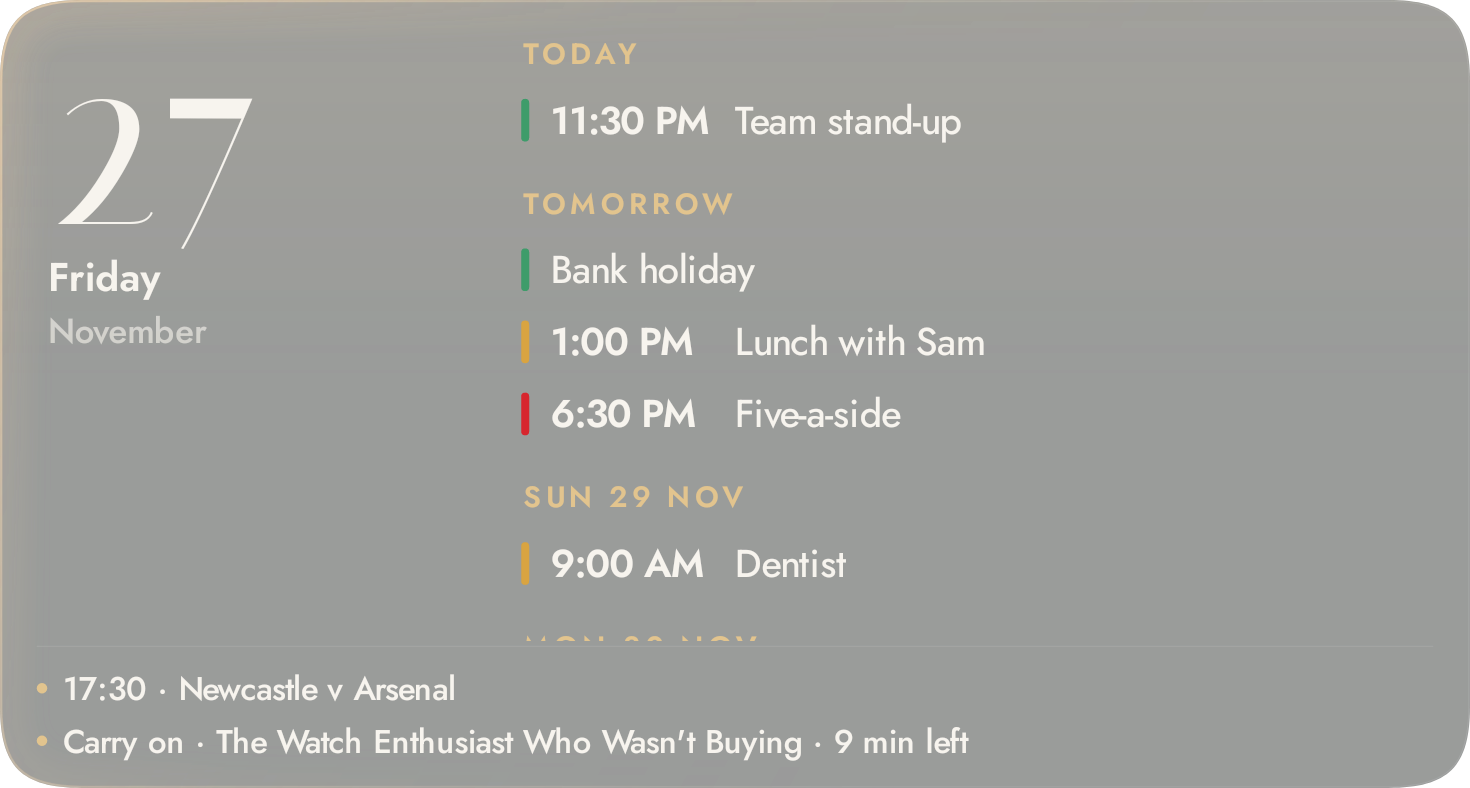 27
Friday
November
TODAY
11:30 PM Team stand-up
TOMORROW
Bank holiday
1:00 PM Lunch with Sam
6:30 PM Five-a-side
SUN 29 NOV
9:00 AM Dentist
17:30 · Newcastle v Arsenal
Carry on · The Watch Enthusiast Who Wasn't Buying · 9 min left